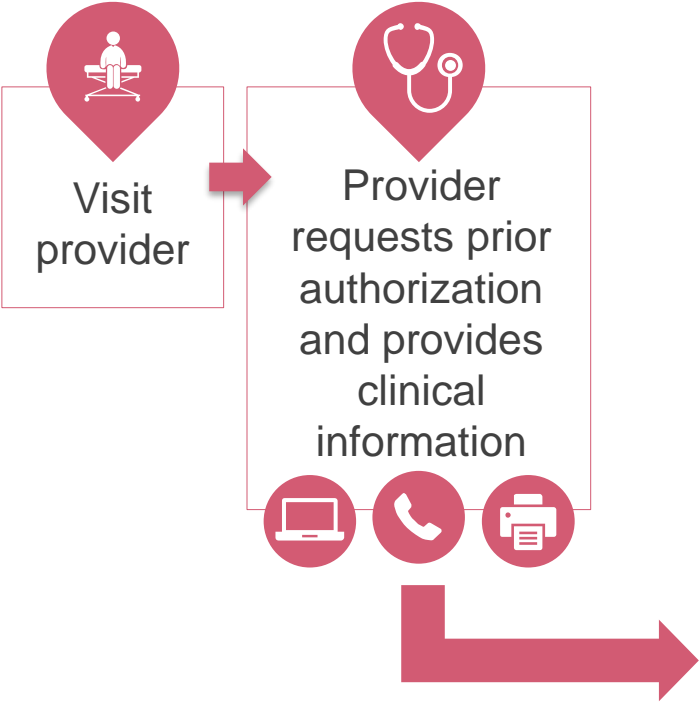 Visit
provider
Provider
requests prior
authorization
and provides
clinical
information